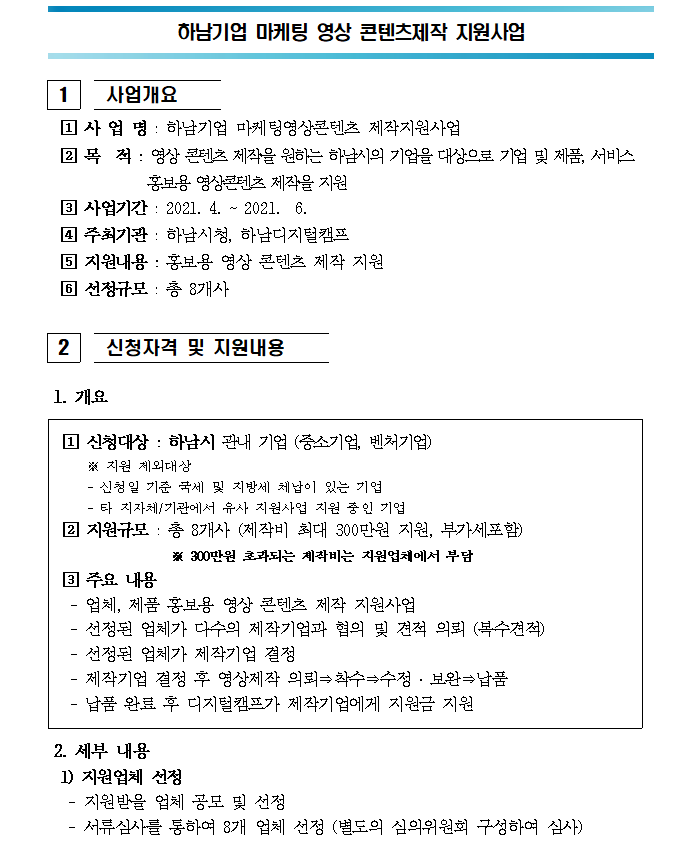 하남기업 마케팅 영상 콘텐츠제작 지원사업
1 사업개요
1 사 업 명 : 하남기업 마케팅영상콘텐츠 제작지원사업
2 목 적 : 영상 콘텐츠 제작을 원하는 하남시의 기업을 대상으로 기업 및 제품, 서비스
홍보용 영상콘텐츠 제작을 지원
3 사업기간 : 2021. 4. ~ 2021. 6.
4 주최기관 : 하남시청, 하남디지털캠프
5 지원내용 : 홍보용 영상 콘텐츠 제작 지원
6 선정규모 : 총 8개사
2 신청자격 및 지원내용
1. 개요
1 신청대상 : 하남시 관내 기업 (중소기업, 벤처기업)
※ 지원 제외대상
- 신청일 기준 국세 및 지방세 체납이 있는 기업
- 타 지자체/기관에서 유사 지원사업 지원 중인 기업
2 지원규모 : 총 8개사 (제작비 최대 300만원 지원, 부가세포함)
※ 300만원 초과되는 제작비는 지원업체에서 부담
3 주요 내용
- 업체, 제품 홍보용 영상 콘텐츠 제작 지원사업
- 선정된 업체가 다수의 제작기업과 협의 및 견적 의뢰 (복수견적)
- 선정된 업체가 제작기업 결정
- 제작기업 결정 후 영상제작 의뢰⇒착수⇒수정ㆍ보완⇒납품
- 납품 완료 후 디지털캠프가 제작기업에게 지원금 지원
2. 세부 내용
1) 지원업체 선정
- 지원받을 업체 공모 및 선정
- 서류심사를 통하여 8개 업체 선정 (별도의 심의위원회 구성하여 심사)